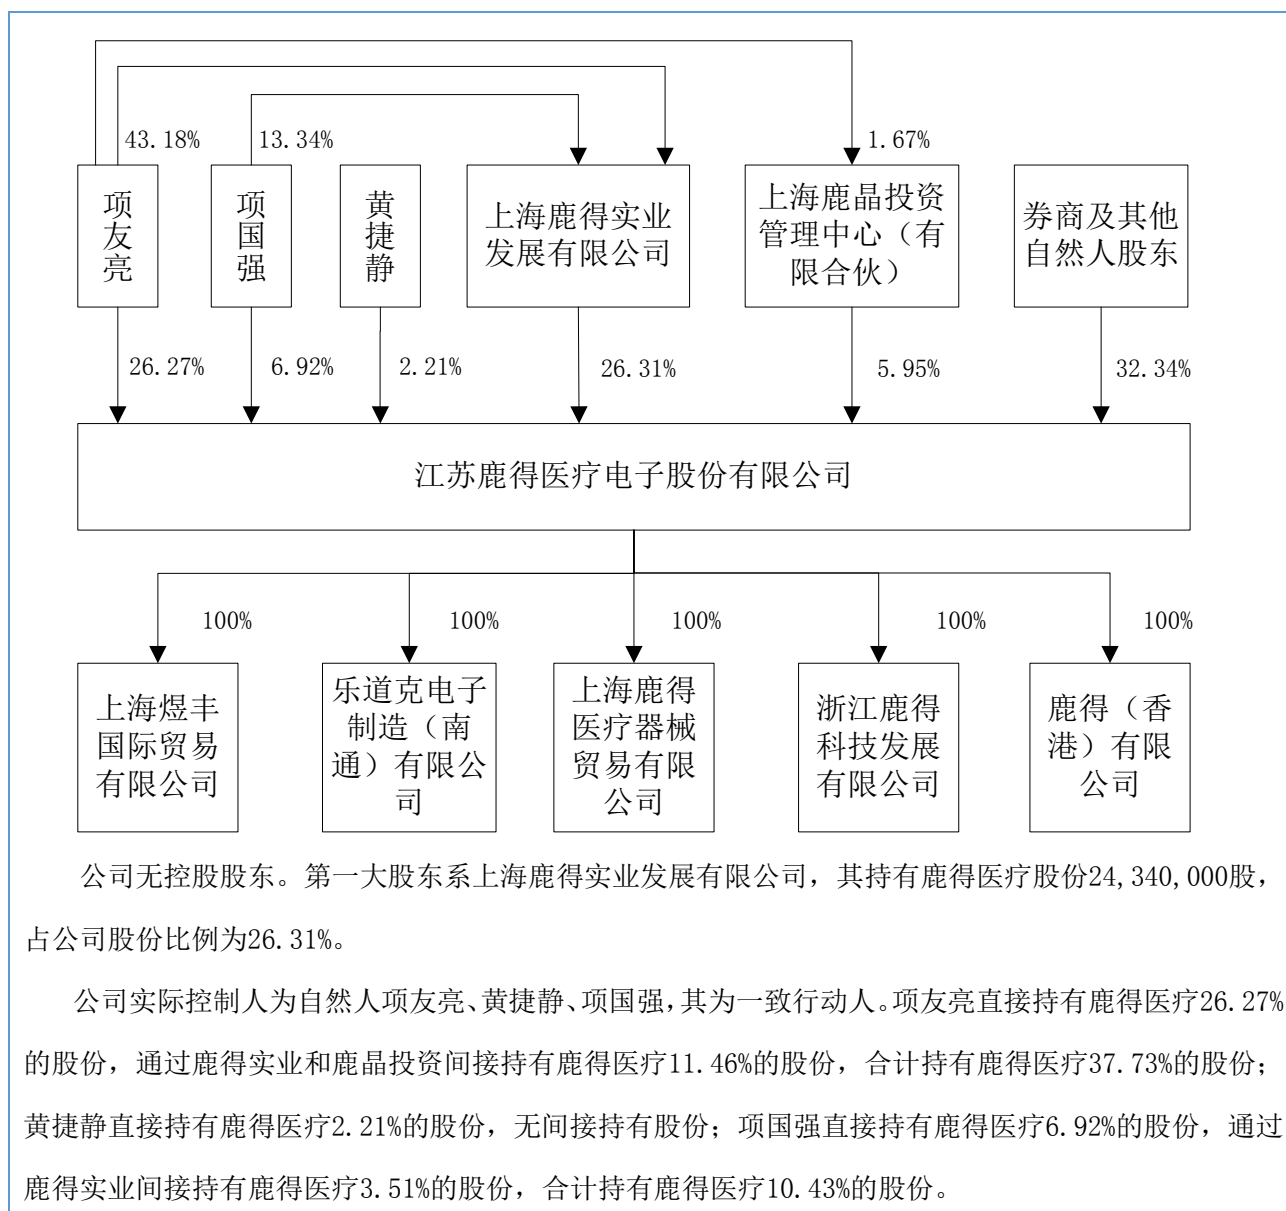 43.18%
13.34%
1.67%
项友亮
项国强
黄捷静
上海鹿得实业
发展有限公司
上海鹿晶投资
管理中心（有
限合伙）
券商及其他
自然人股东
26.27%
6.92%
2.21%
26.31%
5.95%
32.34%
江苏鹿得医疗电子股份有限公司
100%
100%
100%
100%
100%
上海煜丰
国际贸易
有限公司
乐道克电子
制造（南
通）有限公
司
上海鹿得
医疗器械
贸易有限
公司
浙江鹿得
科技发展
有限公司
鹿得（香
港）有限
公司
公司无控股股东。第一大股东系上海鹿得实业发展有限公司，其持有鹿得医疗股份24,340,000股，
占公司股份比例为26.31%。
公司实际控制人为自然人项友亮、黄捷静、项国强，其为一致行动人。项友亮直接持有鹿得医疗26.27%
的股份，通过鹿得实业和鹿晶投资间接持有鹿得医疗11.46%的股份，合计持有鹿得医疗37.73%的股份；
黄捷静直接持有鹿得医疗2.21%的股份，无间接持有股份；项国强直接持有鹿得医疗6.92%的股份，通过
鹿得实业间接持有鹿得医疗3.51%的股份，合计持有鹿得医疗10.43%的股份。